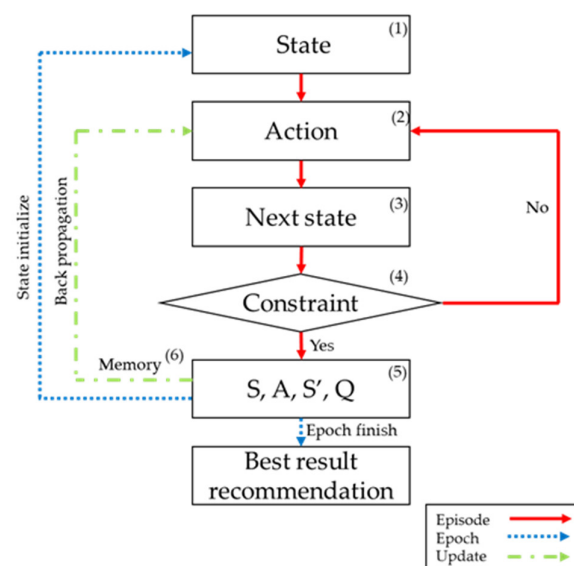 State
(1)
Action
(2)
Next state
(3)
Constraint
(4)
No
Yes
State initialize
Back propagation
Memory (6)
S, A, S’, Q
(5)
Epoch finish
Best result
recommendation
Episode
Epoch
Update